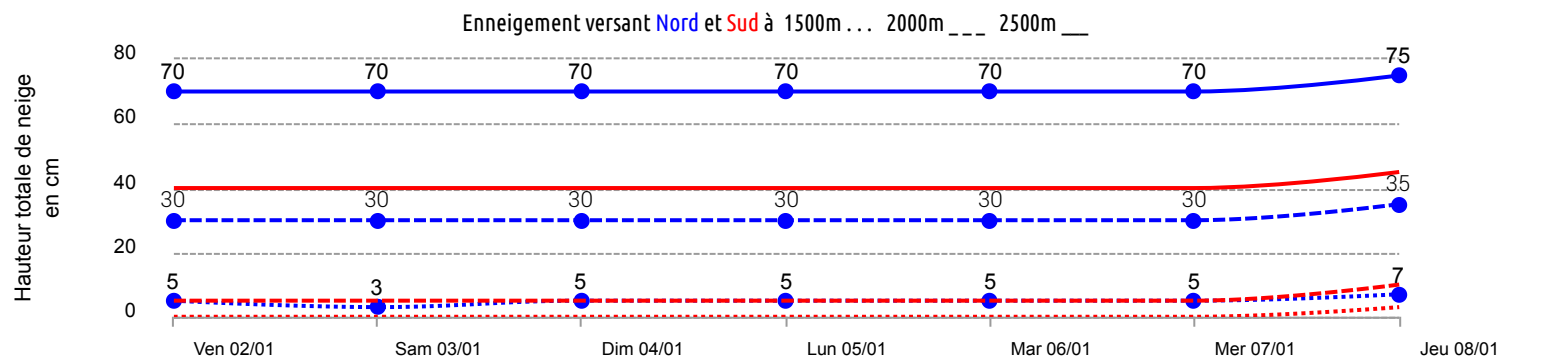 Enneigement versant Nord et Sud à 1500m . . . 2000m _ _ _ 2500m __
Hauteur totale de neige
en cm
80
60
40
20
0
70 70 70 70 70 70 75
30 30 30 30 30 30 35
5 3 5 5 5 5 7
Ven 02/01 Sam 03/01 Dim 04/01 Lun 05/01 Mar 06/01 Mer 07/01 Jeu 08/01